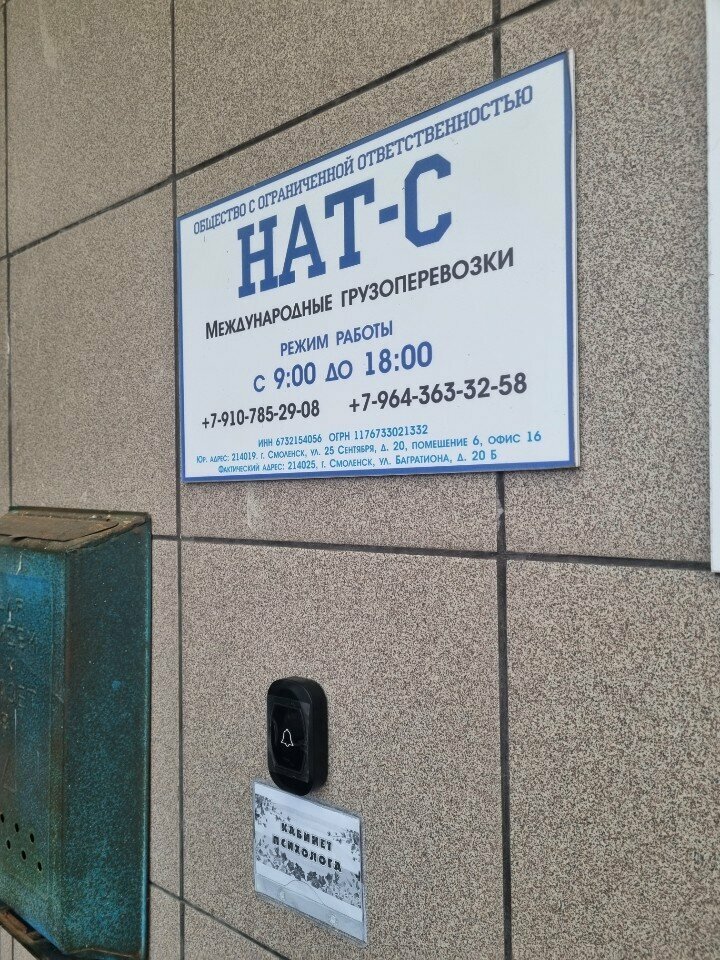 ОБЩЕСТВО С ОГРАНИЧЕННОЙ ОТВЕТСТВЕННОСТЬЮ
НАТ-С
МЕЖДУНАРОДНЫЕ ГРУЗОПЕРЕВОЗКИ
РЕЖИМ РАБОТЫ
С 9:00 ДО 18:00
+7-910-785-29-08 +7-964-363-32-58
ИНН 6732154056 ОГРН 1176733021332
ЮР. АДРЕС: 214019, г. СМОЛЕНСК, УЛ. 25 СЕНТЯБРЯ, Д. 20, ПОМЕЩЕНИЕ 6, ОФИС 16
ФАКТИЧЕСКИЙ АДРЕС: 214025, г. СМОЛЕНСК, УЛ. БАГРАТИОНА, Д. 20 Б
КАБИНЕТ
ПСИХОЛОГА